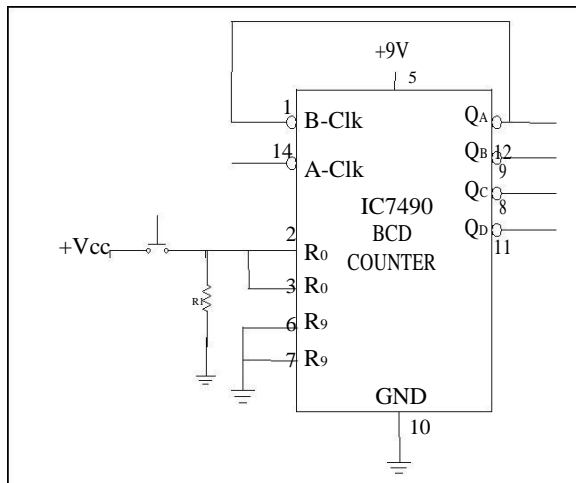 +9V
5
1
B-Clk
QA
14
A-Clk
QB
12
9
IC7490
QC
8
BCD
QD
11
COUNTER
+Vcc
2
R0
3
R0
R1
6
R9
7
R9
GND
10